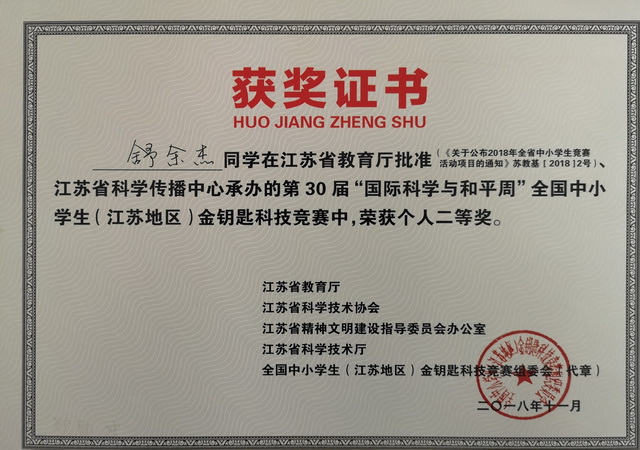 获奖证书
HUO JIANG ZHENG SHU
舒余杰同学在江苏省教育厅批准（《关于公布2018年全省中小学生竞赛活动项目的通知》苏教基［2018］2号）、
江苏省科学传播中心承办的第30届“国际科学与和平周”全国中小
学生（江苏地区）金钥匙科技竞赛中，荣获个人二等奖。
江苏省教育厅
江苏省科学技术协会
江苏省精神文明建设指导委员会办公室
江苏省科学技术厅
全国中小学生（江苏地区）金钥匙科技竞赛组委会（代章）
二〇一八年十一月